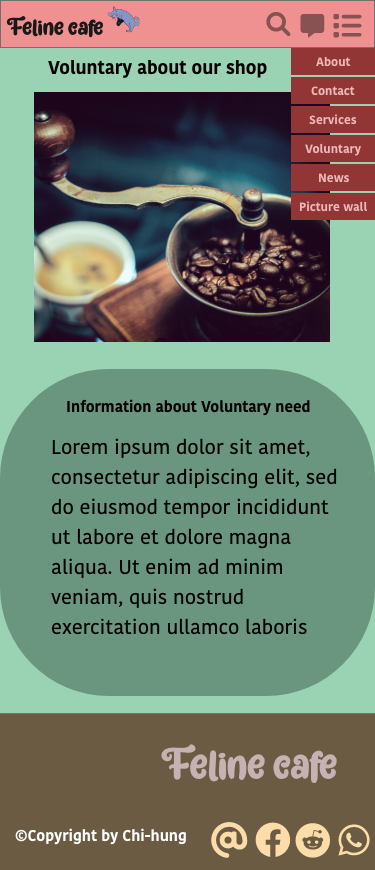 Feline cafe
Voluntary about our shop
About
Contact
Services
Voluntary
News
Picture wall
Information about Voluntary need
Lorem ipsum dolor sit amet,
consectetur adipiscing elit, sed
do eiusmod tempor incididunt
ut labore et dolore magna
aliqua. Ut enim ad minim
veniam, quis nostrud
exercitation ullamco laboris
Feline cafe
©Copyright by Chi-hung